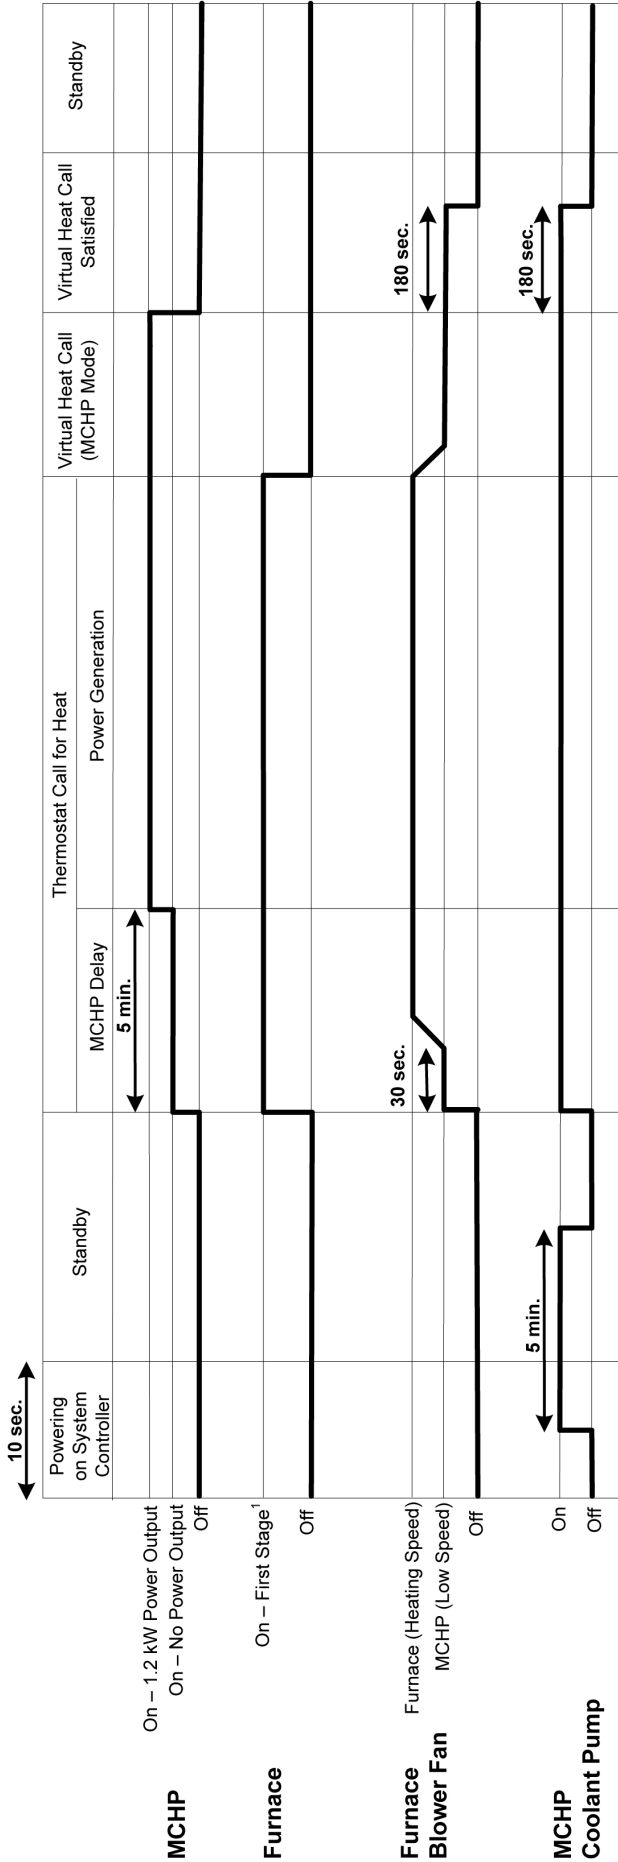 10 sec.
Powering
on System
Controller
Standby
Thermostat Call for Heat
MCHP Delay
Power Generation
Virtual Heat Call
(MCHP Mode)
Virtual Heat Call
Satisfied
Standby
MCHP
On – 1.2 kW Power Output
On – No Power Output
Off
5 min.
Furnace
On – First Stage¹
Off
Furnace
Blower Fan
Furnace (Heating Speed)
MCHP (Low Speed)
Off
30 sec.
180 sec.
MCHP
Coolant Pump
On
Off
5 min.
180 sec.